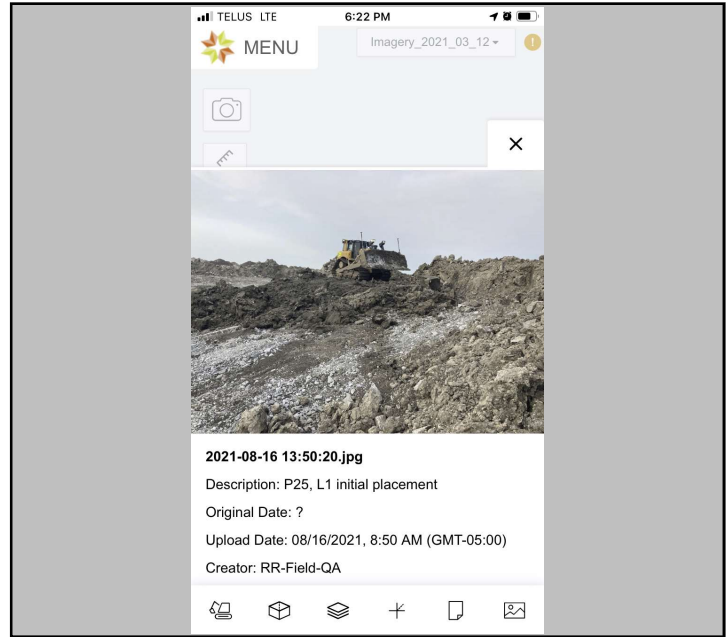 TELUS LTE 6:22 PM
MENU
Imagery_2021_03_12
2021-08-16 13:50:20.jpg
Description: P25, L1 initial placement
Original Date: ?
Upload Date: 08/16/2021, 8:50 AM (GMT-05:00)
Creator: RR-Field-QA